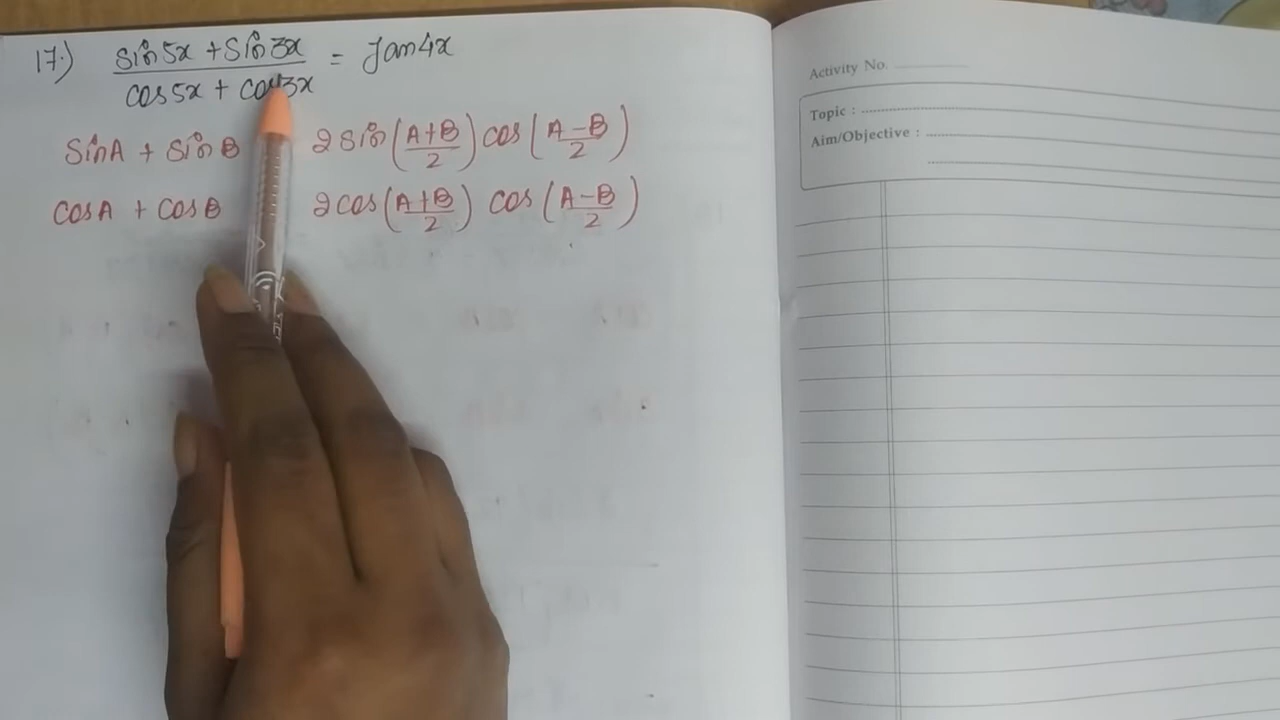 17.) sin5x + sin3x / cos5x + cos3x = Tan4x
sinA + sinB 2sin(A+B/2) cos(A-B/2)
cosA + cosB 2cos(A+B/2) cos(A-B/2)
Activity No.
Topic :
Aim/Objective :